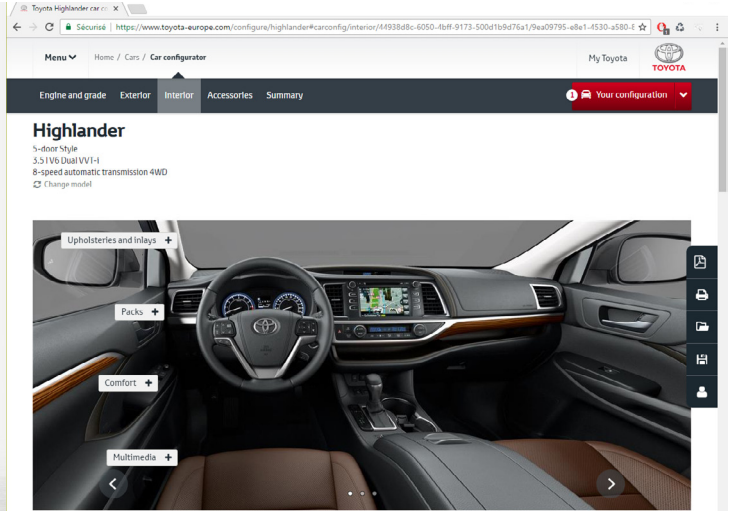 Toyota Highlander car co
Sécurisé https://www.toyota-europe.com/configure/highlander#carconfig/interior/44938d8c-6050-4bff-9173-500d1b9d76a1/9ea09795-e8e1-4530-a580-8
Menu Home / Cars / Car configurator My Toyota
TOYOTA
Engine and grade Exterior Interior Accessories Summary 1 Your configuration
Highlander
5-door Style
3.5 l V6 Dual VVT-i
8-speed automatic transmission 4WD
Change model
Upholsteries and inlays +
Packs +
Comfort +
Multimedia +